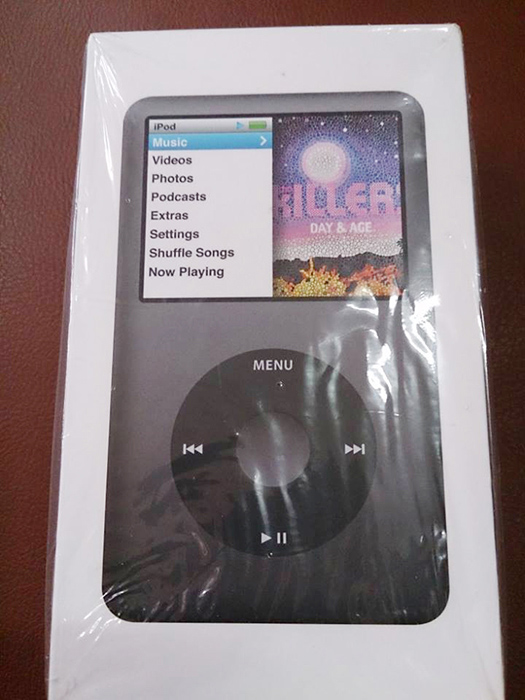 iPod
Music
Videos
Photos
Podcasts
Extras
Settings
Shuffle Songs
Now Playing
KILLERS
DAY & AGE
MENU